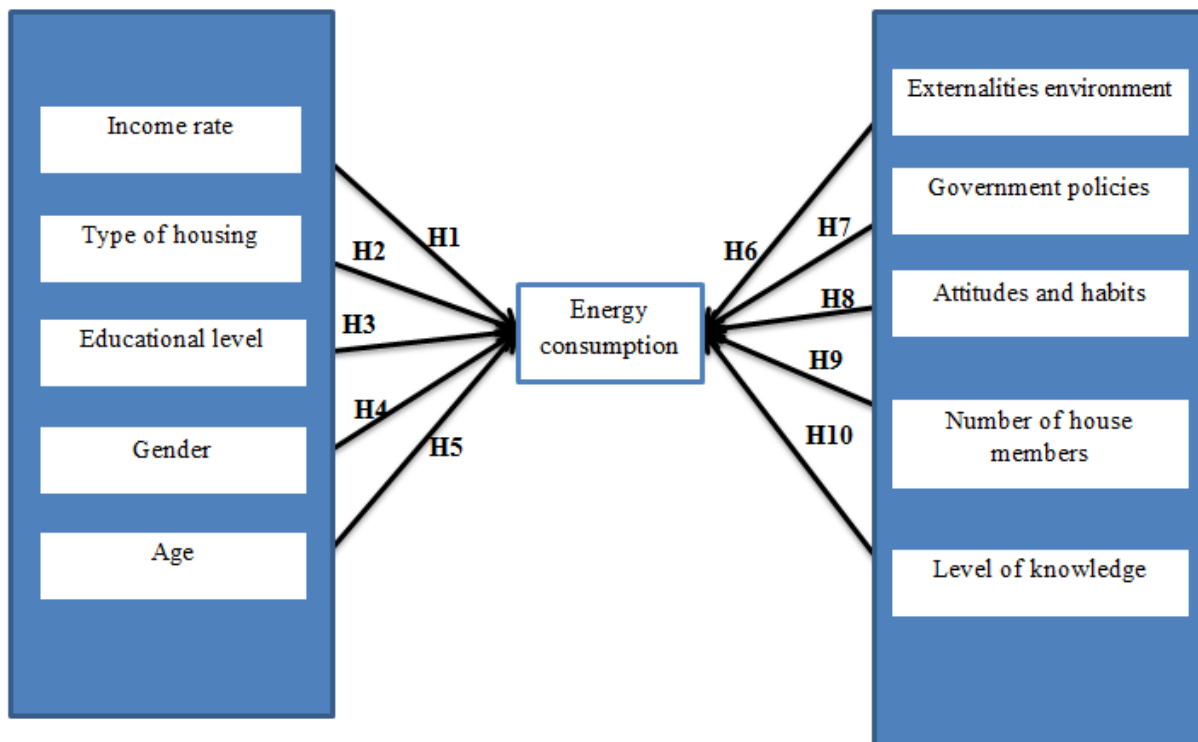 Income rate
Type of housing
Educational level
Gender
Age
H1
H2
H3
H4
H5
Energy
consumption
H6
H7
H8
H9
H10
Externalities environment
Government policies
Attitudes and habits
Number of house
members
Level of knowledge